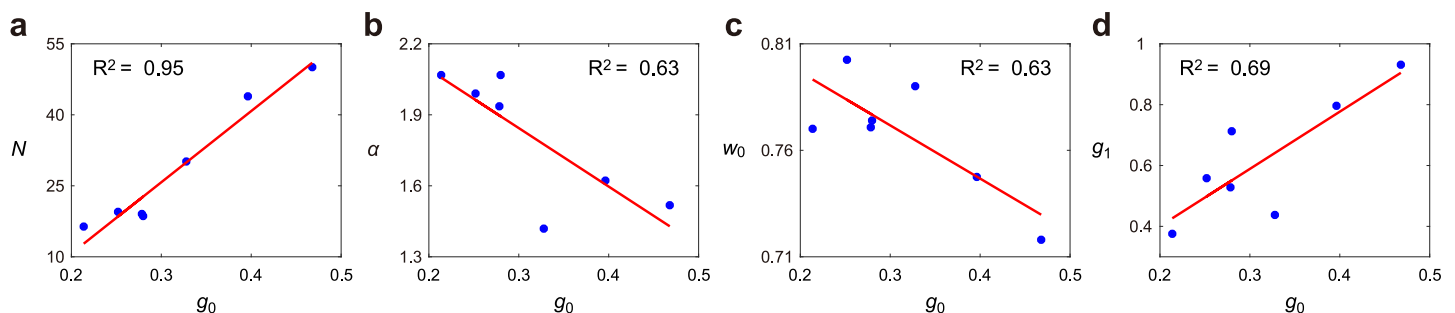 a
R² = 0.95
N
55
40
25
10
0.2 0.3 0.4 0.5
g₀
b
R² = 0.63
α
2.2
1.9
1.6
1.3
0.2 0.3 0.4 0.5
g₀
c
R² = 0.63
w₀
0.81
0.76
0.71
0.2 0.3 0.4 0.5
g₀
d
R² = 0.69
g₁
1
0.8
0.6
0.4
0.2 0.3 0.4 0.5
g₀